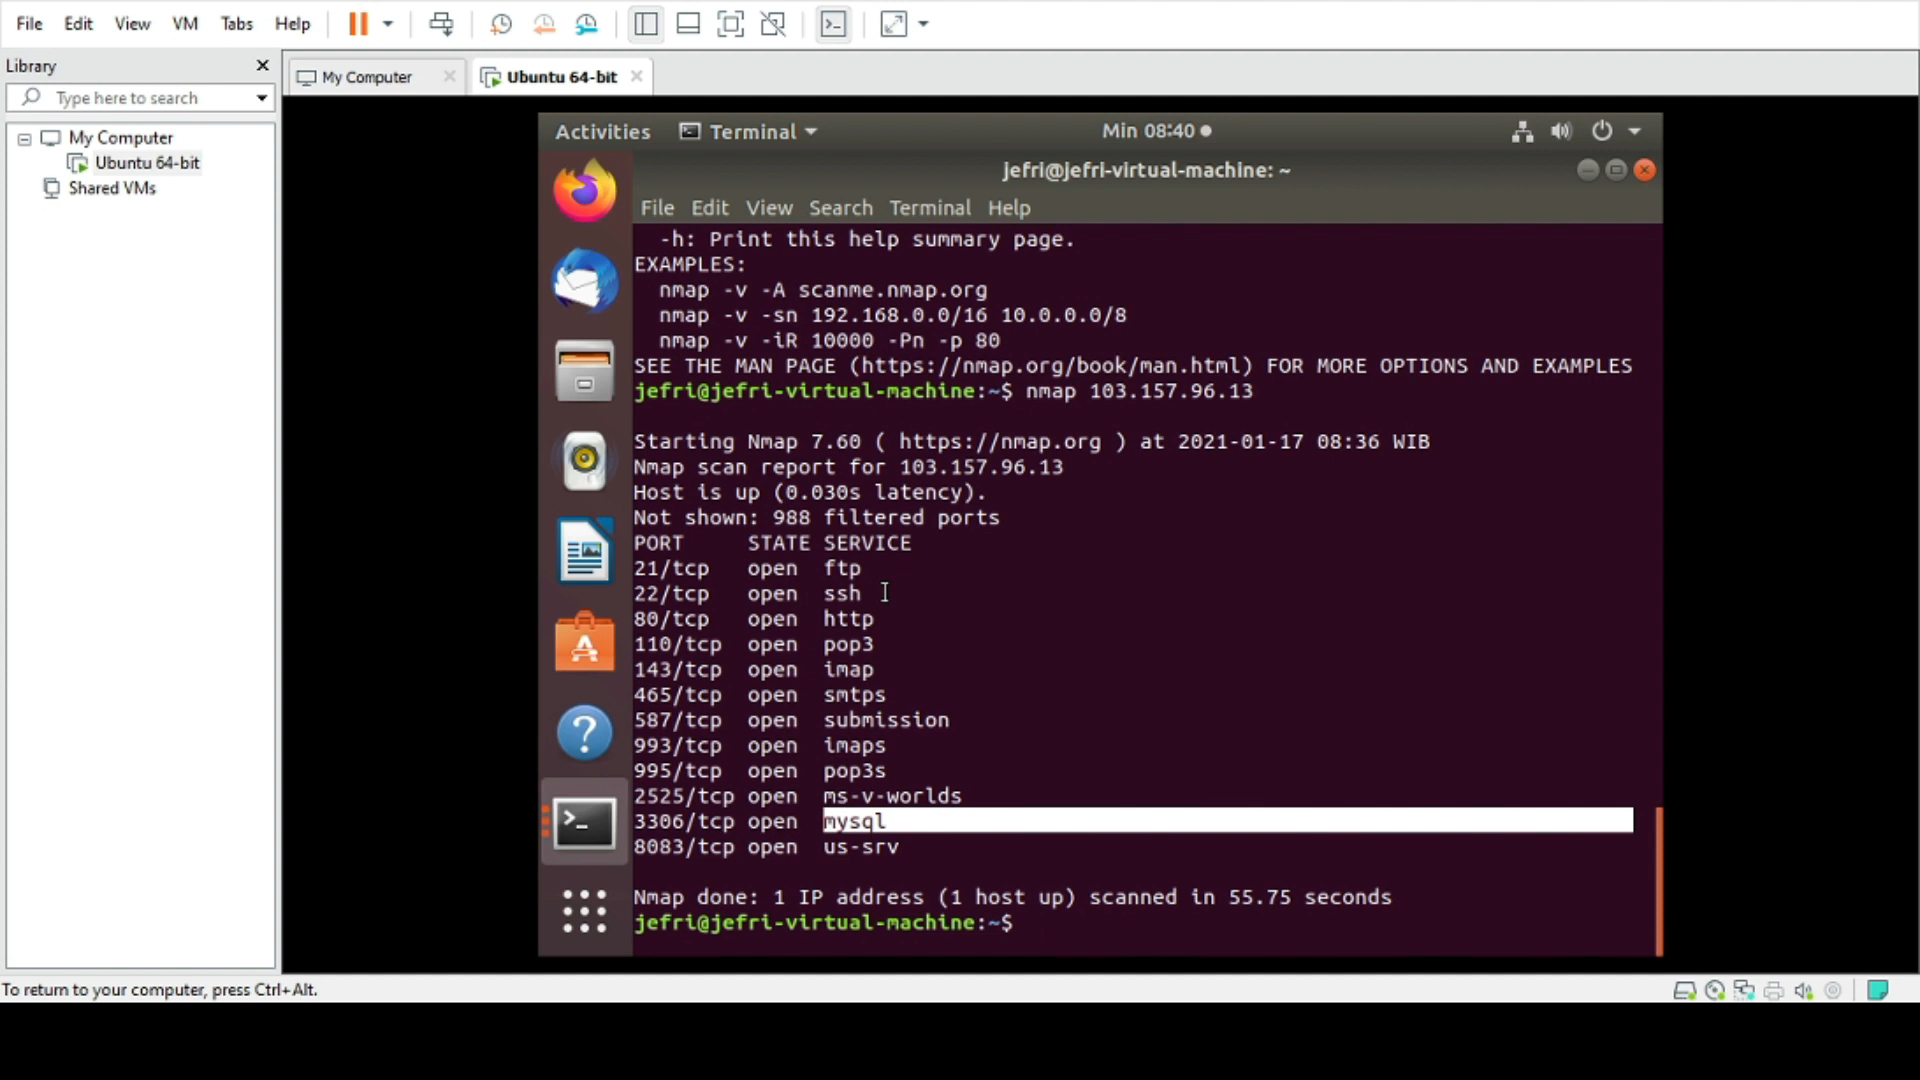 File Edit View VM Tabs Help
Library
My Computer
Ubuntu 64-bit
Type here to search
My Computer
Ubuntu 64-bit
Shared VMs
Activities Terminal Min 08:40
jefri@jefri-virtual-machine: ~
File Edit View Search Terminal Help
-h: Print this help summary page.
EXAMPLES:
nmap -v -A scanme.nmap.org
nmap -v -sn 192.168.0.0/16 10.0.0.0/8
nmap -v -iR 10000 -Pn -p 80
SEE THE MAN PAGE (https://nmap.org/book/man.html) FOR MORE OPTIONS AND EXAMPLES
jefri@jefri-virtual-machine:~$ nmap 103.157.96.13
Starting Nmap 7.60 ( https://nmap.org ) at 2021-01-17 08:36 WIB
Nmap scan report for 103.157.96.13
Host is up (0.030s latency).
Not shown: 988 filtered ports
PORT STATE SERVICE
21/tcp open ftp
22/tcp open ssh
80/tcp open http
110/tcp open pop3
143/tcp open imap
465/tcp open smtps
587/tcp open submission
993/tcp open imaps
995/tcp open pop3s
2525/tcp open ms-v-worlds
3306/tcp open mysql
8083/tcp open us-srv
Nmap done: 1 IP address (1 host up) scanned in 55.75 seconds
jefri@jefri-virtual-machine:~$
To return to your computer, press Ctrl+Alt.